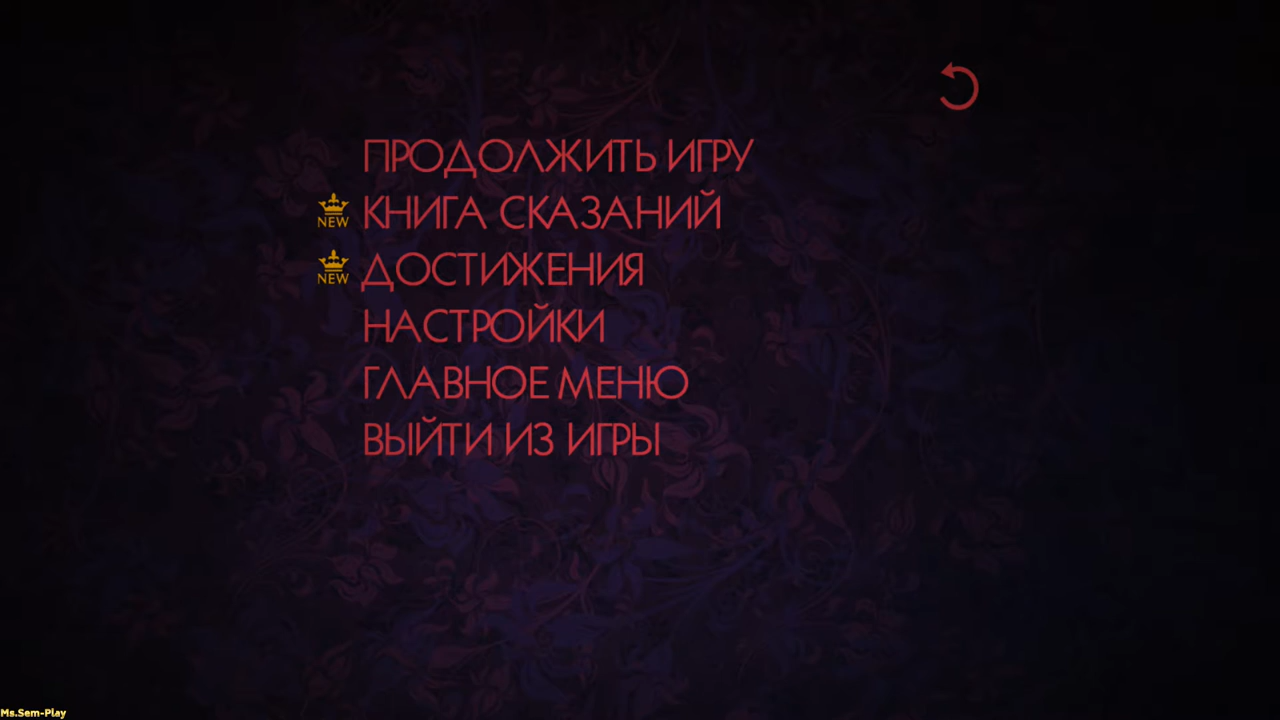 ПРОДОЛЖИТЬ ИГРУ
NEW КНИГА СКАЗАНИЙ
NEW ДОСТИЖЕНИЯ
НАСТРОЙКИ
ГЛАВНОЕ МЕНЮ
ВЫЙТИ ИЗ ИГРЫ
Ms.Sem-Play